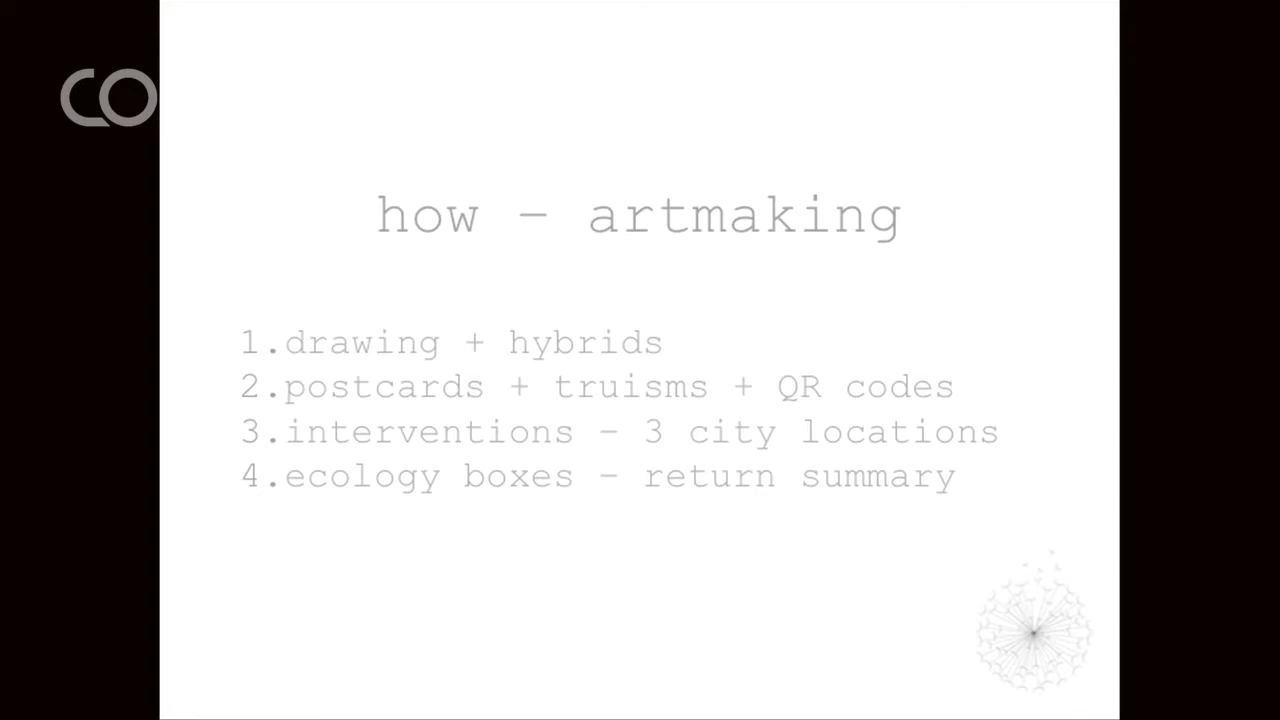 CO
how – artmaking
1.drawing + hybrids
2.postcards + truisms + QR codes
3.interventions – 3 city locations
4.ecology boxes – return summary